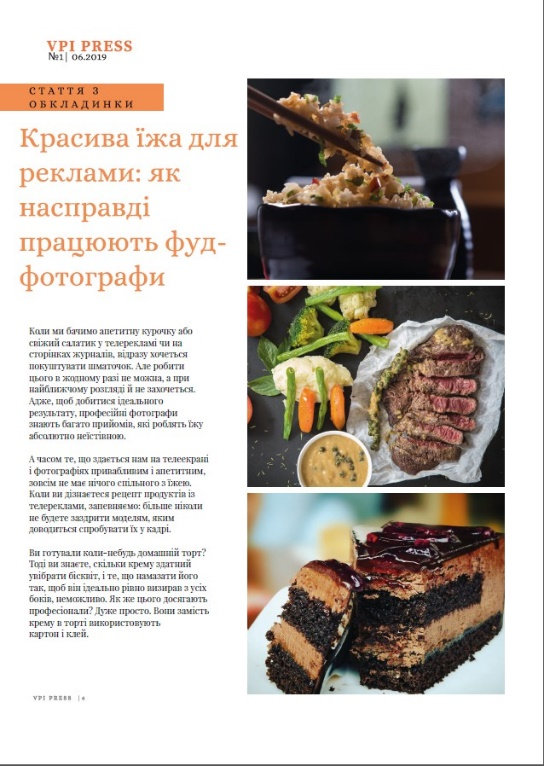 VPI PRESS
№1| 06.2019
СТАТТЯ З
ОБКЛАДИНКИ
Красива їжа для
реклами: як
насправді
працюють фуд-
фотографи
Коли ми бачимо апетитну курочку або
свіжий салатик у телерекламі чи на
сторінках журналів, відразу хочеться
покуштувати шматочок. Але робити
цього в жодному разі не можна, а при
найближчому розгляді й не захочеться.
Адже, щоб добитися ідеального
результату, професійні фотографи
знають багато прийомів, які роблять їжу
абсолютно неїстівною.
А часом те, що здається нам на телеекрані
і фотографіях привабливим і апетитним,
зовсім не має нічого спільного з їжею.
Коли ви дізнаєтеся рецепт продуктів із
телереклами, запевняємо: більше ніколи
не будете заздрити моделям, яким
доводиться спробувати їх у кадрі.
Ви готували коли-небудь домашній торт?
Тоді ви знаєте, скільки крему здатний
увібрати бісквіт, і те, що намазати його
так, щоб він ідеально рівно визирав з усіх
боків, неможливо. Як же цього досягають
професіонали? Дуже просто. Вони замість
крему в торті використовують
картон і клей.
VPI PRESS |6